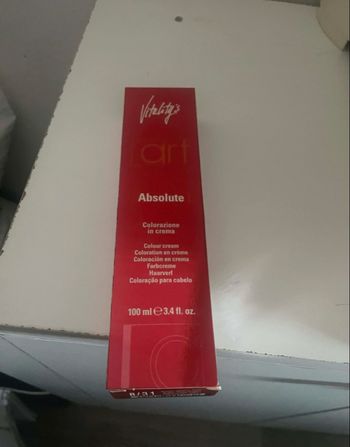 Vitality's
art
Absolute
Colorazione
in crema
Colour cream
Coloration en crème
Coloración en crema
Farbcreme
Haarverf
Coloração para cabelo
100 ml ℮ 3.4 fl. oz.